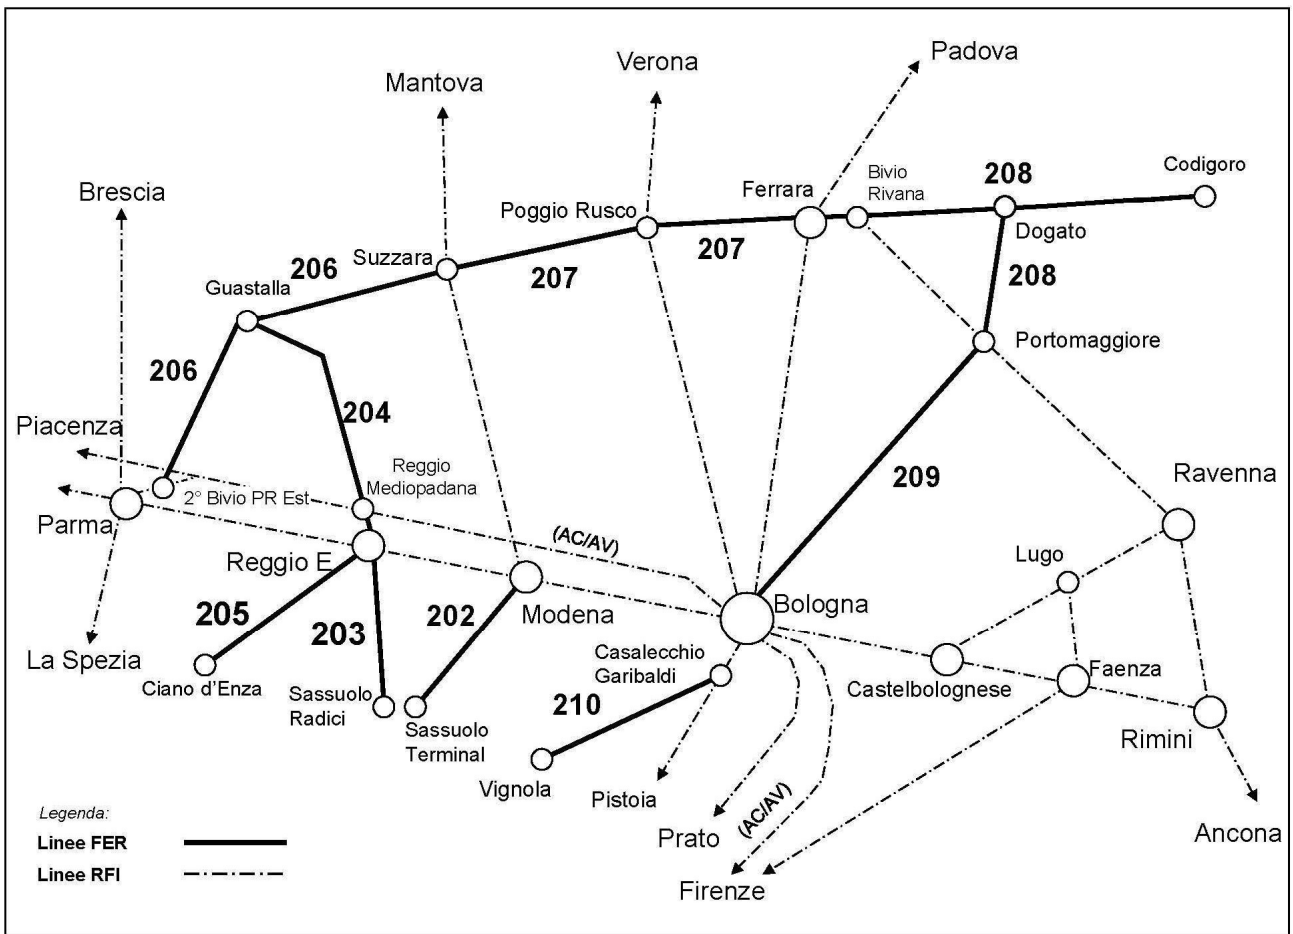 Padova
Verona
Mantova
Codigoro
Brescia
Ferrara
Bivio
Rivana
208
Poggio Rusco
Dogato
207
206
Suzzara
207
208
Guastalla
Portomaggiore
206
204
Piacenza
Reggio
Mediopadana
209
Ravenna
2° Bivio PR Est
Parma
(AC/AV)
Lugo
Reggio E.
Bologna
205
203
202
Modena
La Spezia
Ciano d'Enza
Casalecchio
Garibaldi
Castelbolognese
Faenza
Sassuolo
Radici
210
Sassuolo
Terminal
Rimini
Vignola
Pistoia
(AC/AV)
Prato
Ancona
Firenze
Legenda:
Linee FER
Linee RFI